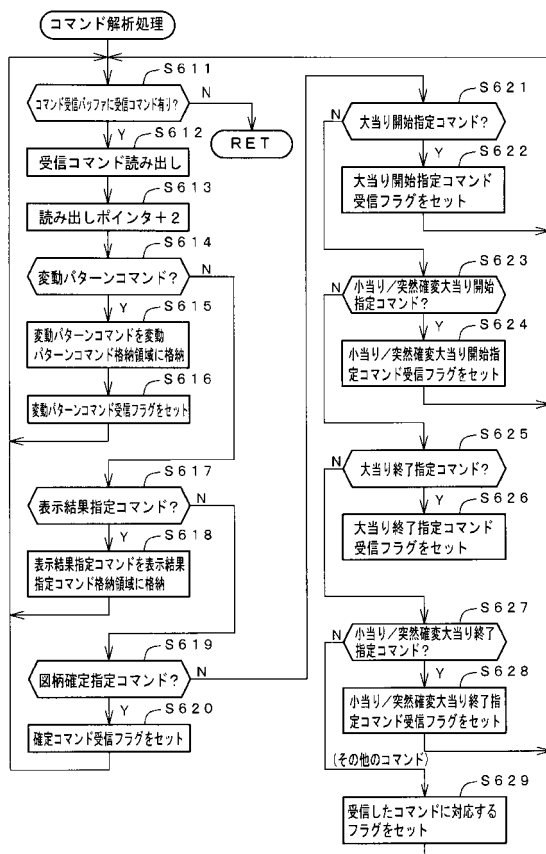 コマンド解析処理
S611
コマンド受信バッファに受信コマンド有り?
N
RET
Y
S612
受信コマンド読み出し
S613
読み出しポインタ+2
S614
変動パターンコマンド?
N
Y
S615
変動パターンコマンドを変動
パターンコマンド格納領域に格納
S616
変動パターンコマンド受信フラグをセット
S617
表示結果指定コマンド?
N
Y
S618
表示結果指定コマンドを表示結果
指定コマンド格納領域に格納
S619
図柄確定指定コマンド?
N
Y
S620
確定コマンド受信フラグをセット
S621
N
大当り開始指定コマンド?
Y
S622
大当り開始指定コマンド
受信フラグをセット
S623
N
小当り/突然確変大当り開始
指定コマンド?
Y
S624
小当り/突然確変大当り開始指
定コマンド受信フラグをセット
S625
N
大当り終了指定コマンド?
Y
S626
大当り終了指定コマンド
受信フラグをセット
S627
N
小当り/突然確変大当り終了
指定コマンド?
Y
S628
小当り/突然確変大当り終了指
定コマンド受信フラグをセット
(その他のコマンド)
S629
受信したコマンドに対応する
フラグをセット